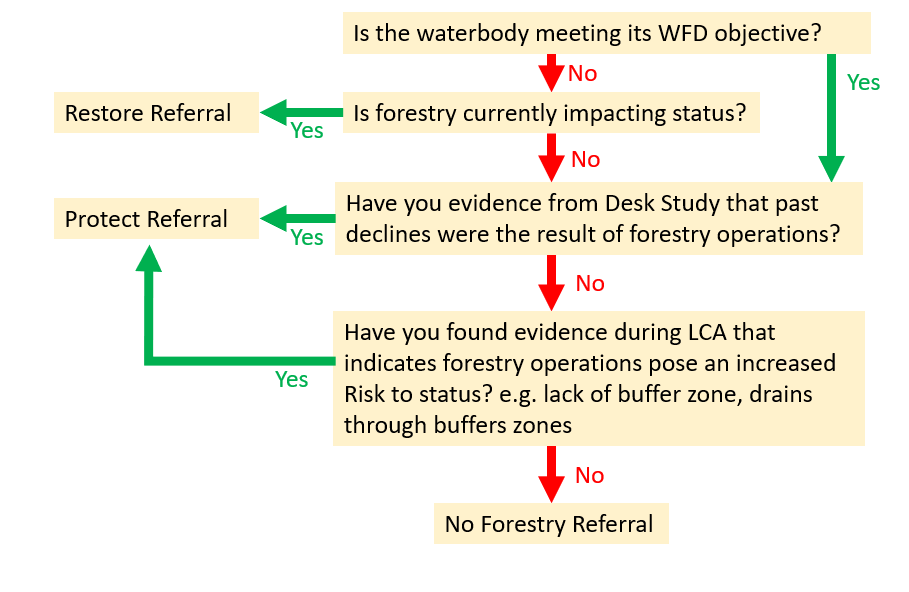 Is the waterbody meeting its WFD objective?
No
Yes
Restore Referral
Yes
Is forestry currently impacting status?
No
Protect Referral
Yes
Have you evidence from Desk Study that past
declines were the result of forestry operations?
No
Have you found evidence during LCA that
indicates forestry operations pose an increased
Risk to status? e.g. lack of buffer zone, drains
through buffers zones
Yes
No
No Forestry Referral